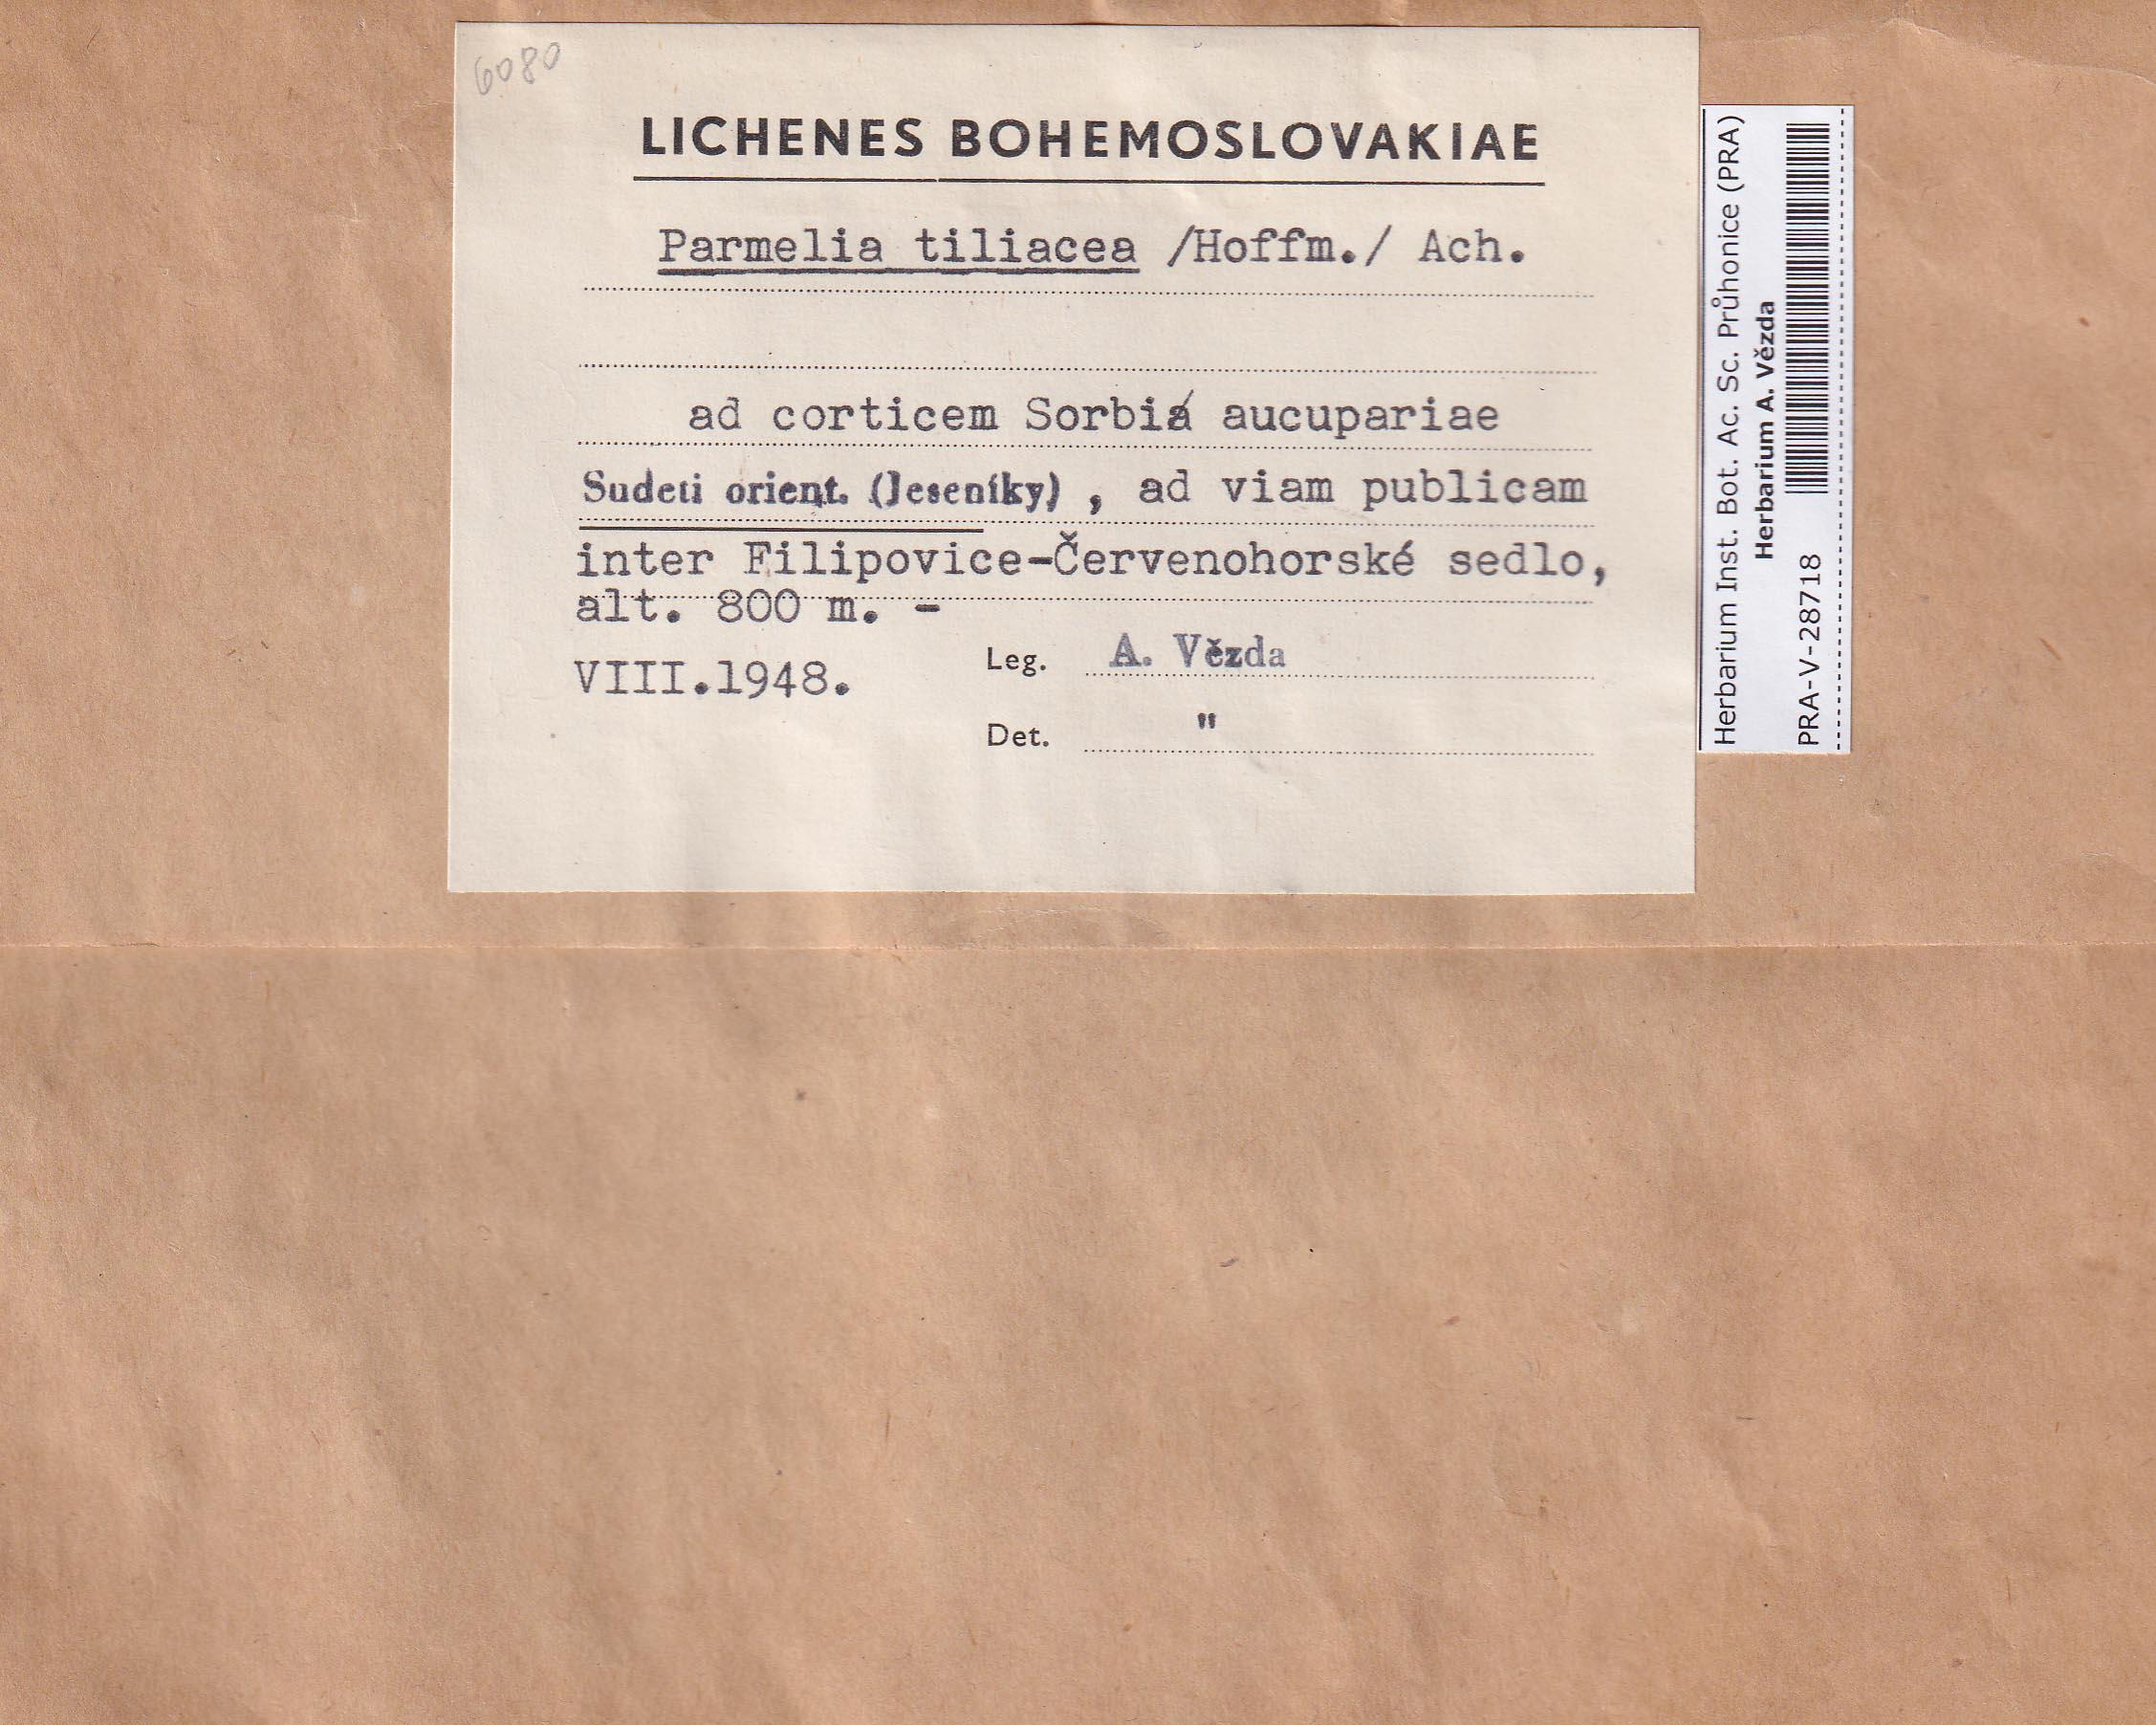 6080
LICHENES BOHEMOSLOVAKIAE
Parmelia tiliacea /Hoffm./ Ach.
ad corticem Sorbi aucupariae
Sudeti orient. (Jeseníky) , ad viam publicam
inter Filipovice-Červenohorské sedlo,
alt. 800 m. -
VIII.1948.
Leg. A. Vězda
Det. "
Herbarium Inst. Bot. Ac. Sc. Průhonice (PRA)
Herbarium A. Vězda
PRA-V-28718